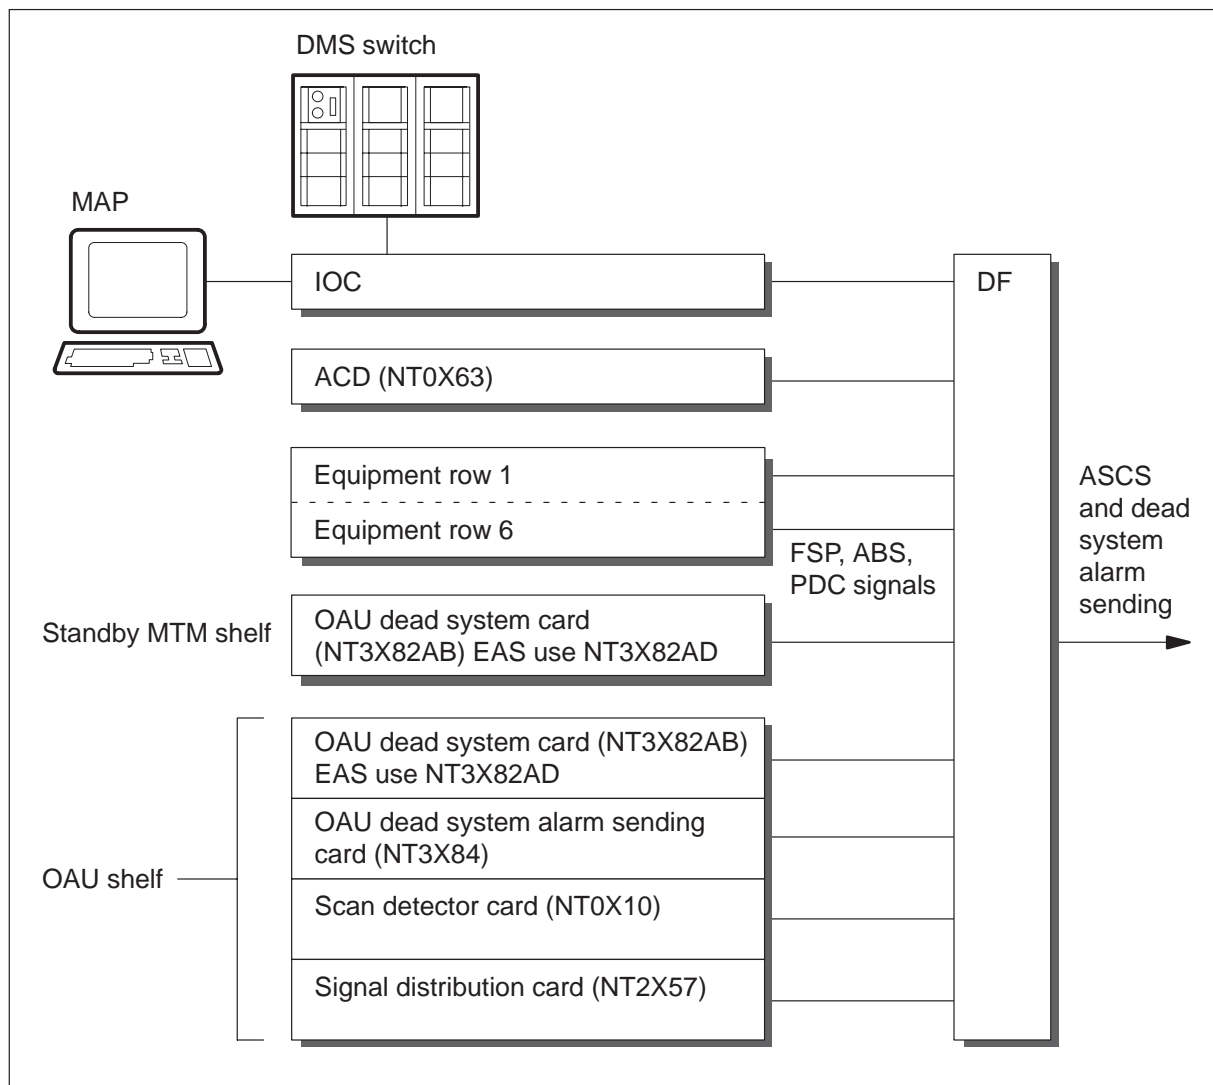 DMS switch
MAP
IOC
DF
ACD (NT0X63)
Equipment row 1
Equipment row 6
FSP, ABS,
PDC signals
ASCS
and dead
system
alarm
sending
Standby MTM shelf
OAU dead system card
(NT3X82AB) EAS use NT3X82AD
OAU shelf
OAU dead system card (NT3X82AB)
EAS use NT3X82AD
OAU dead system alarm sending
card (NT3X84)
Scan detector card (NT0X10)
Signal distribution card (NT2X57)